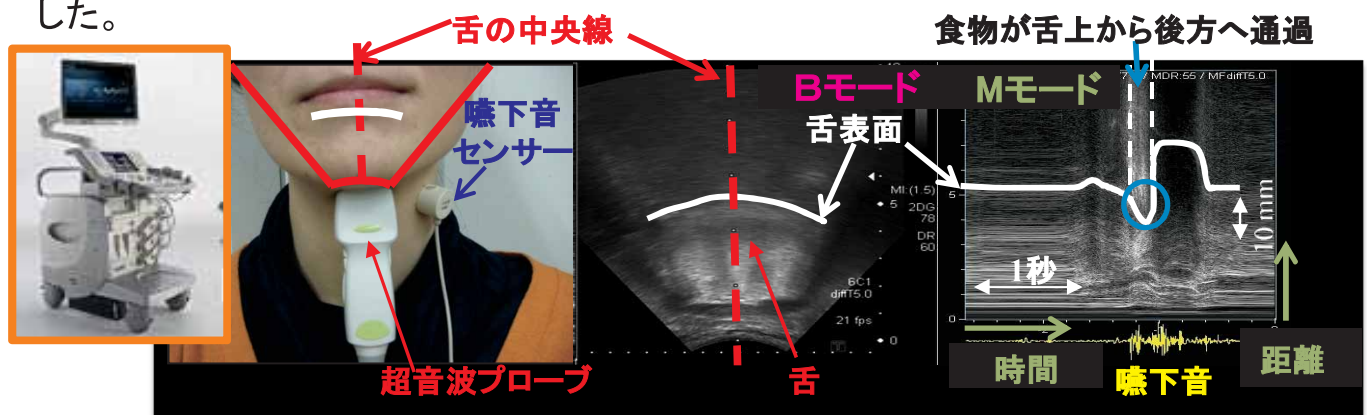 した。
舌の中央線
食物が舌上から後方へ通過
Bモード
Mモード
MDR:55 / MFdiffT5.0
嚥下音
センサー
舌表面
MI:(1.5)
5
2DG
78
DR
60
5
10 mm
1秒
6C1
diffT5.0
21 fps
0
0
時間
距離
超音波プローブ
舌
嚥下音